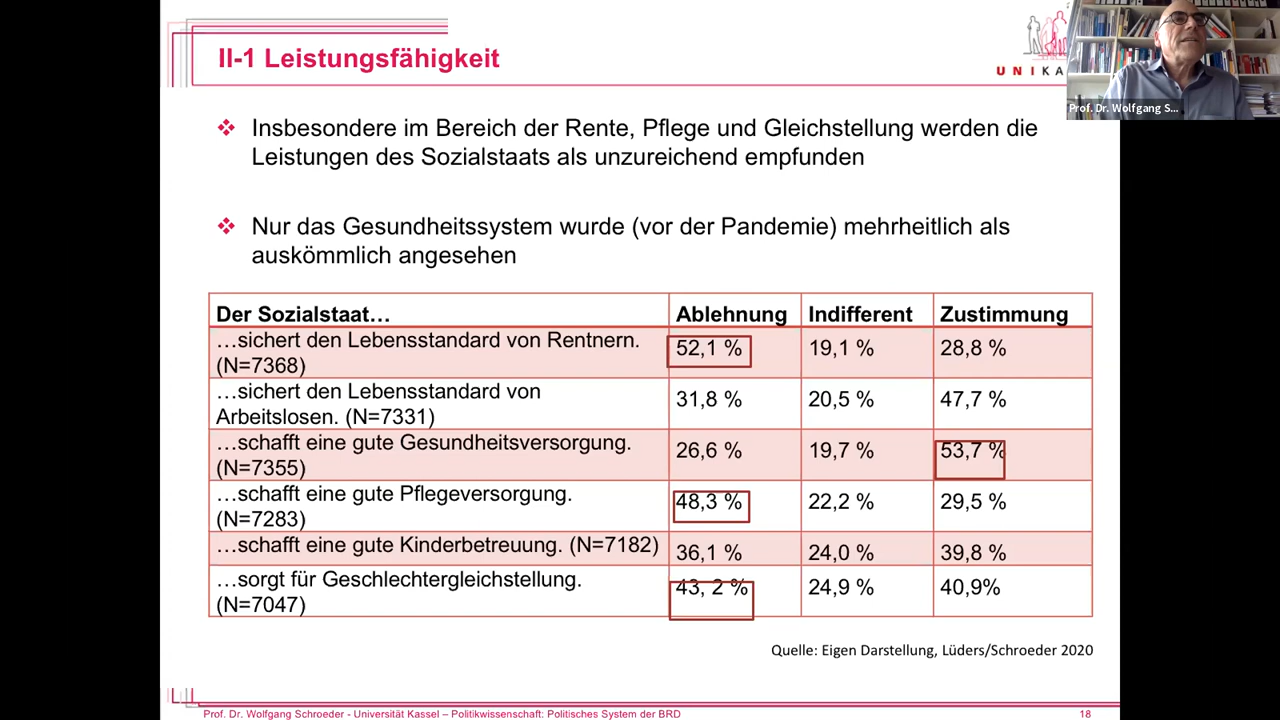 II-1 Leistungsfähigkeit
UNIKA
Prof. Dr. Wolfgang S...
❖ Insbesondere im Bereich der Rente, Pflege und Gleichstellung werden die
Leistungen des Sozialstaats als unzureichend empfunden
❖ Nur das Gesundheitssystem wurde (vor der Pandemie) mehrheitlich als
auskömmlich angesehen
Der Sozialstaat… Ablehnung Indifferent Zustimmung
…sichert den Lebensstandard von Rentnern.
(N=7368) 52,1 % 19,1 % 28,8 %
…sichert den Lebensstandard von
Arbeitslosen. (N=7331) 31,8 % 20,5 % 47,7 %
…schafft eine gute Gesundheitsversorgung.
(N=7355) 26,6 % 19,7 % 53,7 %
…schafft eine gute Pflegeversorgung.
(N=7283) 48,3 % 22,2 % 29,5 %
…schafft eine gute Kinderbetreuung. (N=7182) 36,1 % 24,0 % 39,8 %
…sorgt für Geschlechtergleichstellung.
(N=7047) 43, 2 % 24,9 % 40,9%
Quelle: Eigen Darstellung, Lüders/Schroeder 2020
Prof. Dr. Wolfgang Schroeder - Universität Kassel – Politikwissenschaft: Politisches System der BRD 18